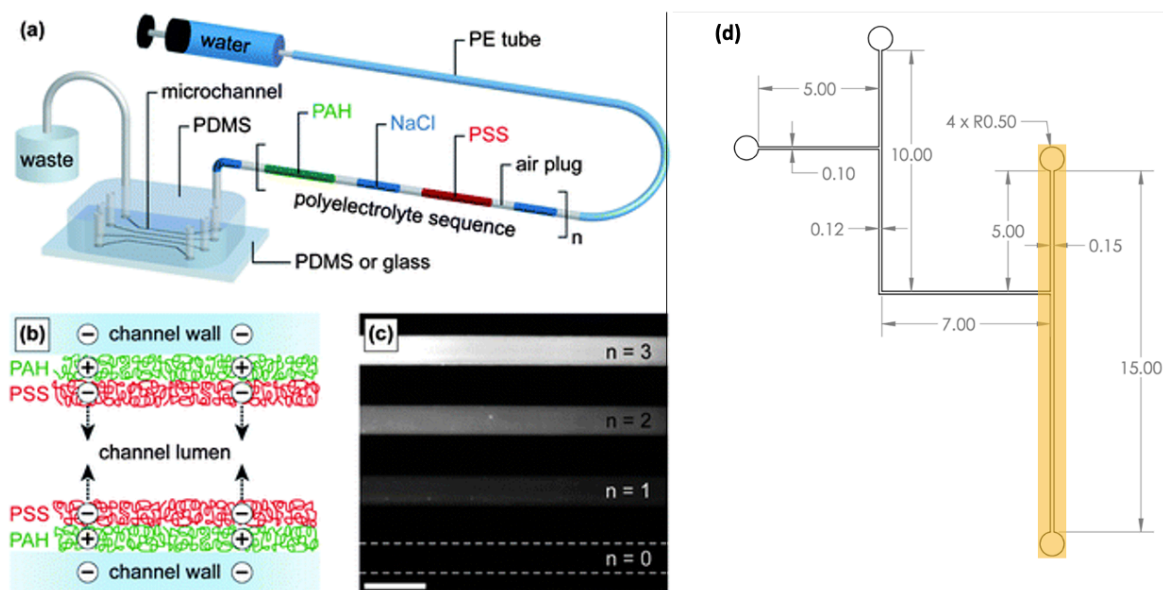 (a)
water
PE tube
microchannel
PDMS
PAH
NaCl
PSS
air plug
waste
polyelectrolyte sequence
n
PDMS or glass
(b)
− channel wall −
PAH
+ +
PSS
− −
channel lumen
PSS
− −
PAH
+ +
− channel wall −
(c)
n = 3
n = 2
n = 1
n = 0
(d)
5.00
4 x R0.50
0.10
10.00
0.12
5.00
0.15
7.00
15.00